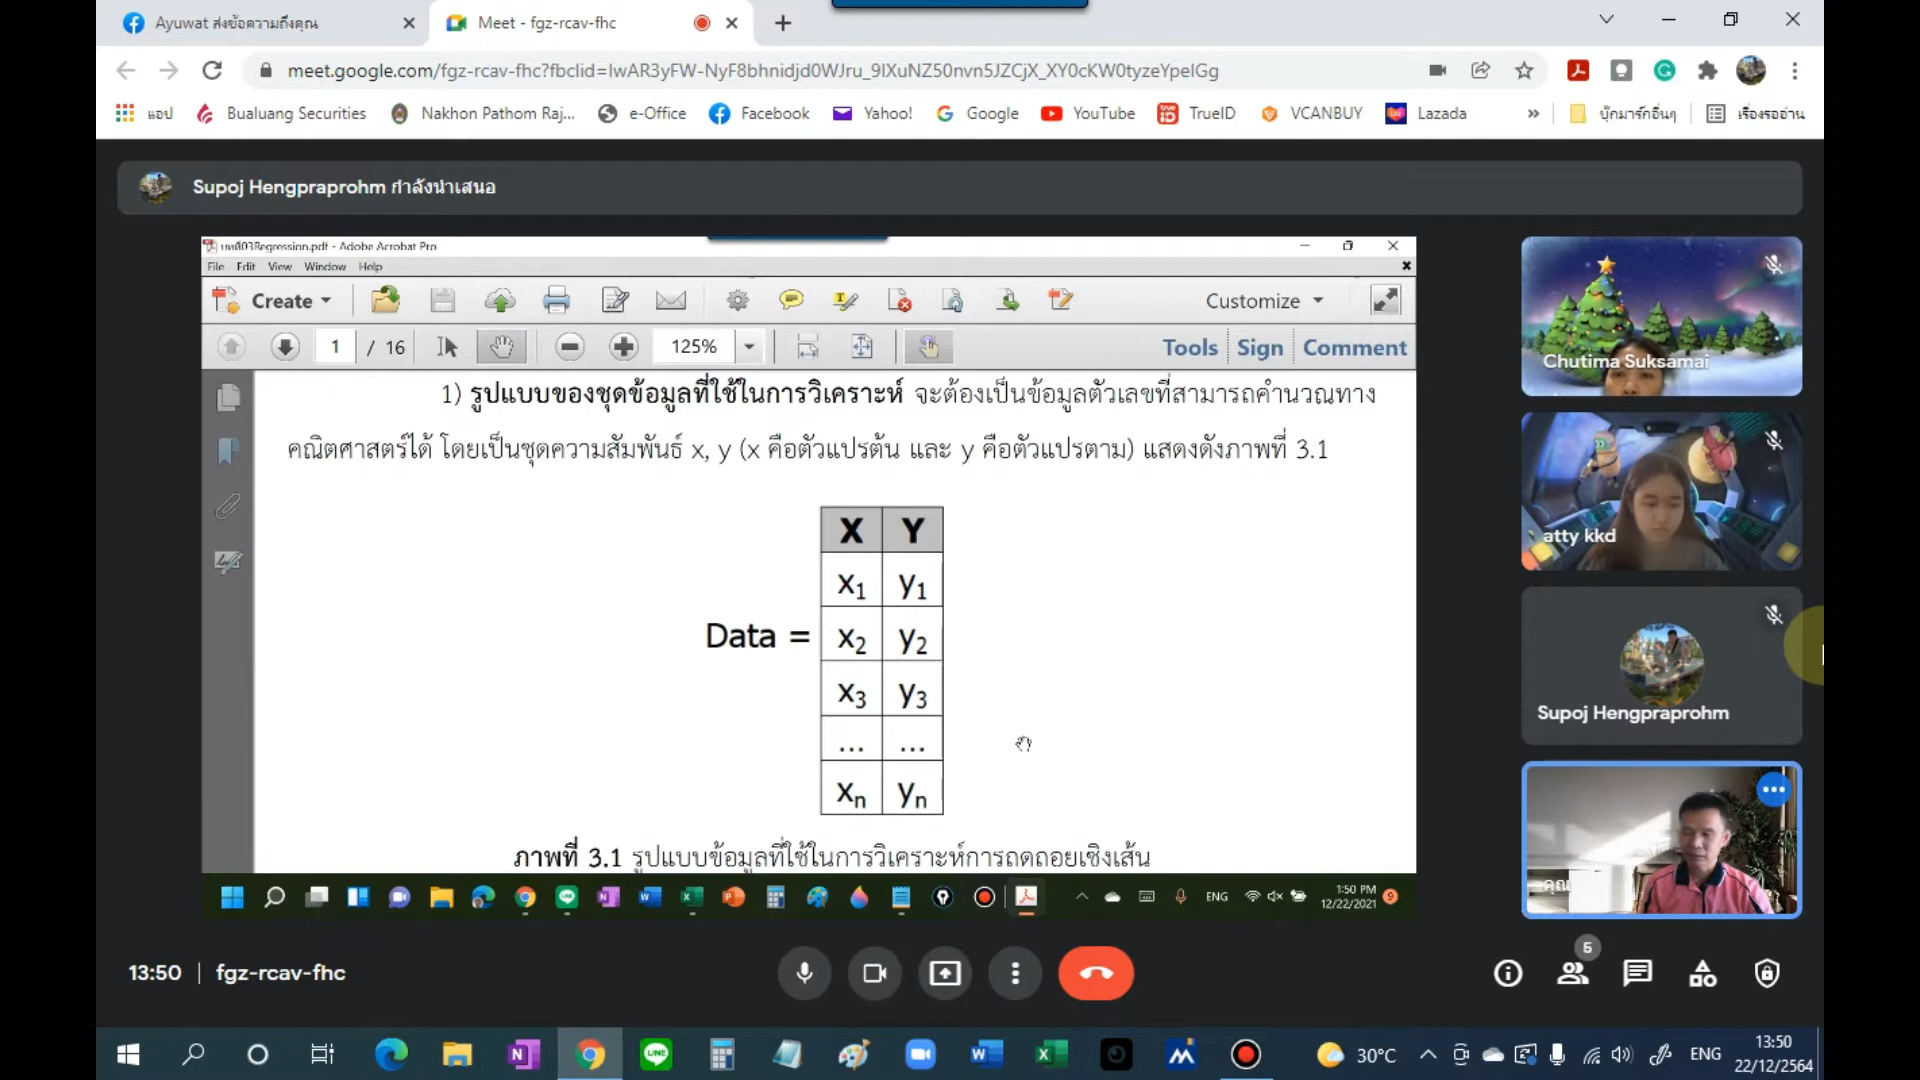 Ayuwat ส่งข้อความถึงคุณ
Meet - fgz-rcav-fhc
meet.google.com/fgz-rcav-fhc?fbclid=IwAR3yFW-NyF8bhnidjd0WJru_9IXuNZ50nvn5JZCjX_XY0cKW0tyzeYpeIGg
แอป Bualuang Securities Nakhon Pathom Raj... e-Office Facebook Yahoo! Google YouTube TrueID VCANBUY Lazada » บุ๊กมาร์กอื่นๆ เรื่องรออ่าน
Supoj Hengpraprohm กำลังนำเสนอ
บทที่03Regression.pdf - Adobe Acrobat Pro
File Edit View Window Help
Create Customize
1 / 16 125% Tools Sign Comment
1) รูปแบบของชุดข้อมูลที่ใช้ในการวิเคราะห์ จะต้องเป็นข้อมูลตัวเลขที่สามารถคำนวณทาง
คณิตศาสตร์ได้ โดยเป็นชุดความสัมพันธ์ x, y (x คือตัวแปรต้น และ y คือตัวแปรตาม) แสดงดังภาพที่ 3.1
X Y
x1 y1
Data = x2 y2
x3 y3
... ...
xn yn
ภาพที่ 3.1 รูปแบบข้อมูลที่ใช้ในการวิเคราะห์การถดถอยเชิงเส้น
ENG 1:50 PM
12/22/2021 9
Chutima Suksamai
atty kkd
Supoj Hengpraprohm
คุณ
13:50 | fgz-rcav-fhc
5
30°C ENG 13:50
22/12/2564